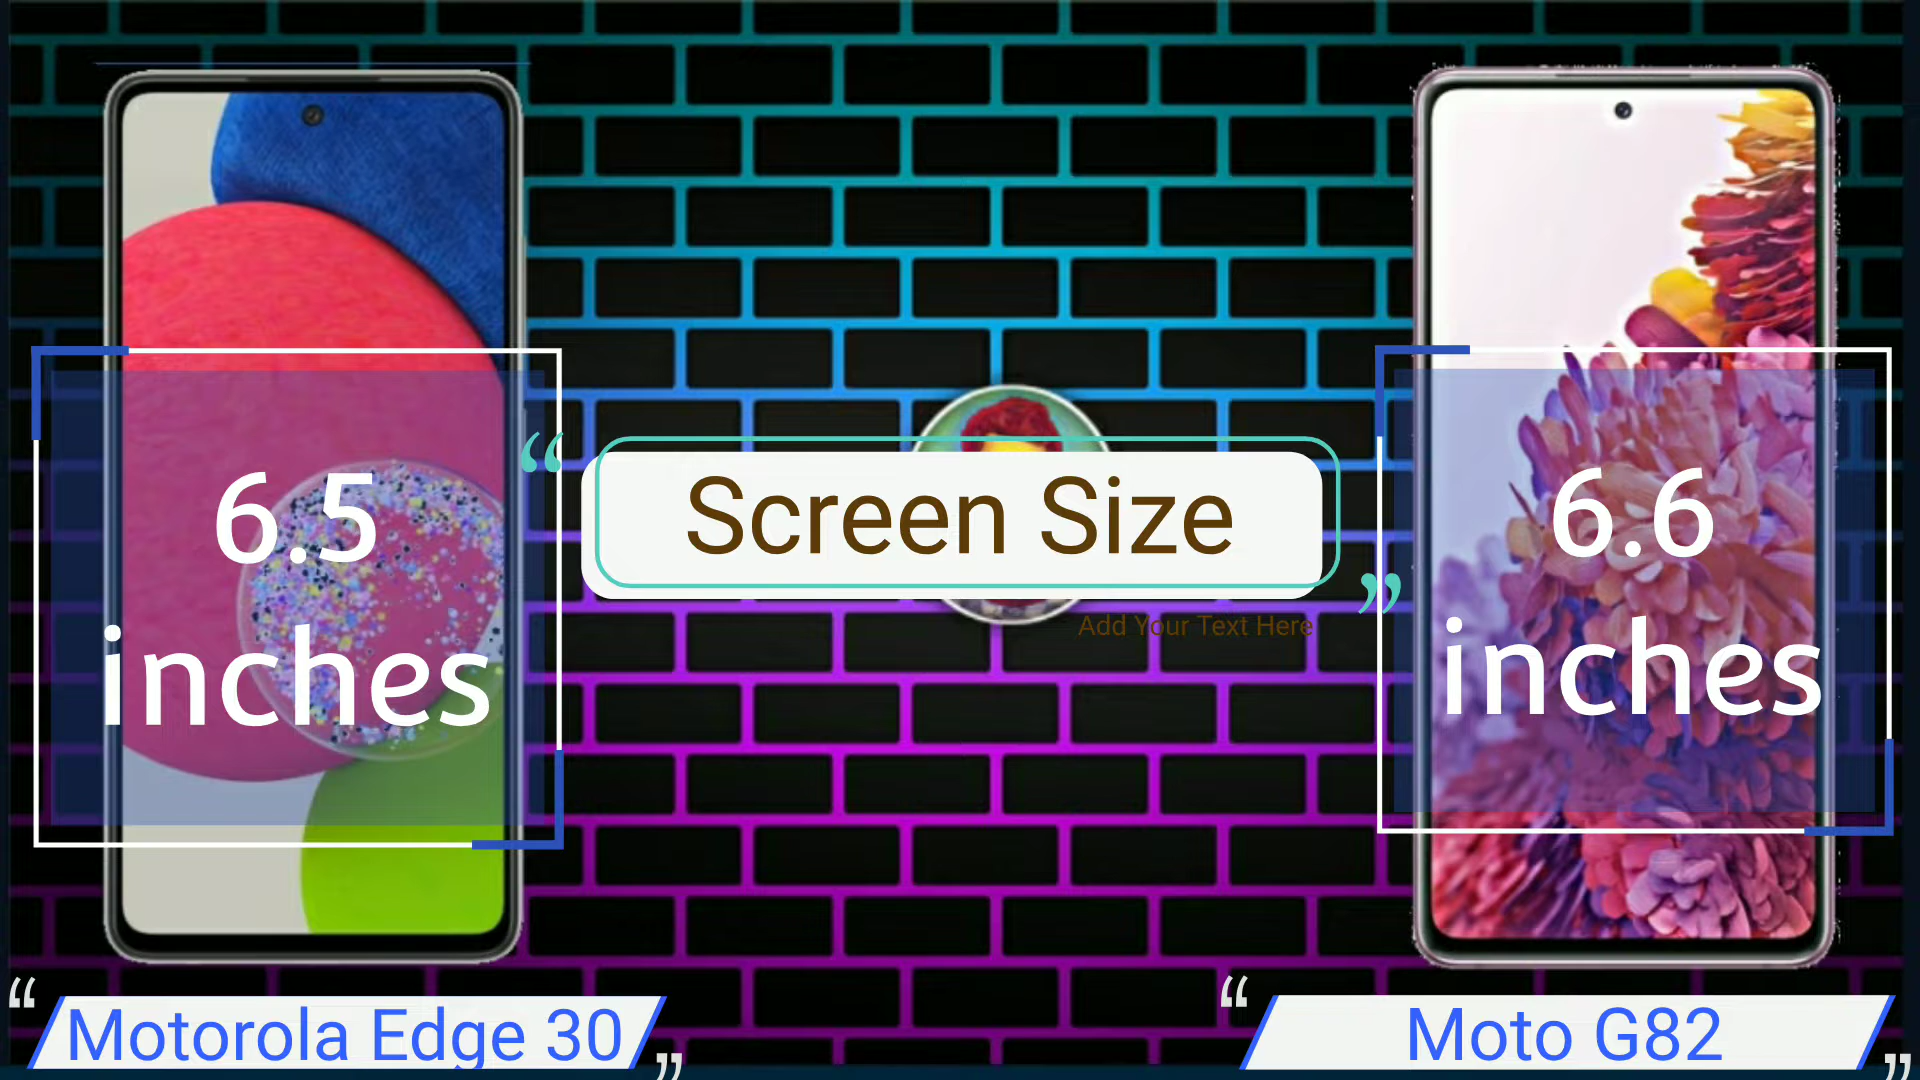 6.5
inches
“
Screen Size
”
Add Your Text Here
6.6
inches
“
Motorola Edge 30
”
“
Moto G82
”